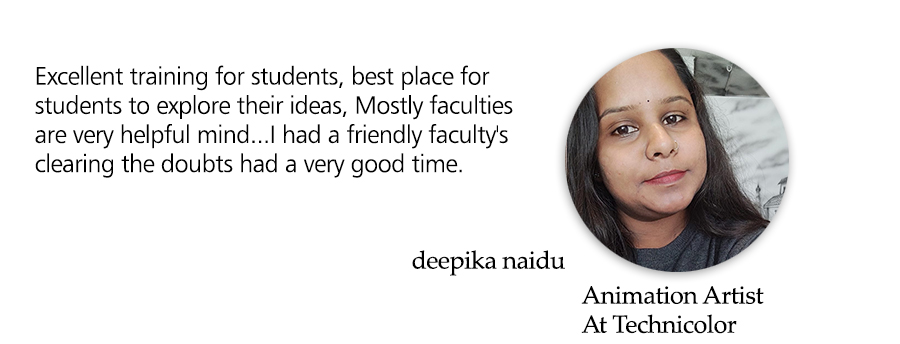 Excellent training for students, best place for
students to explore their ideas, Mostly faculties
are very helpful mind...I had a friendly faculty's
clearing the doubts had a very good time.
deepika naidu
Animation Artist
At Technicolor